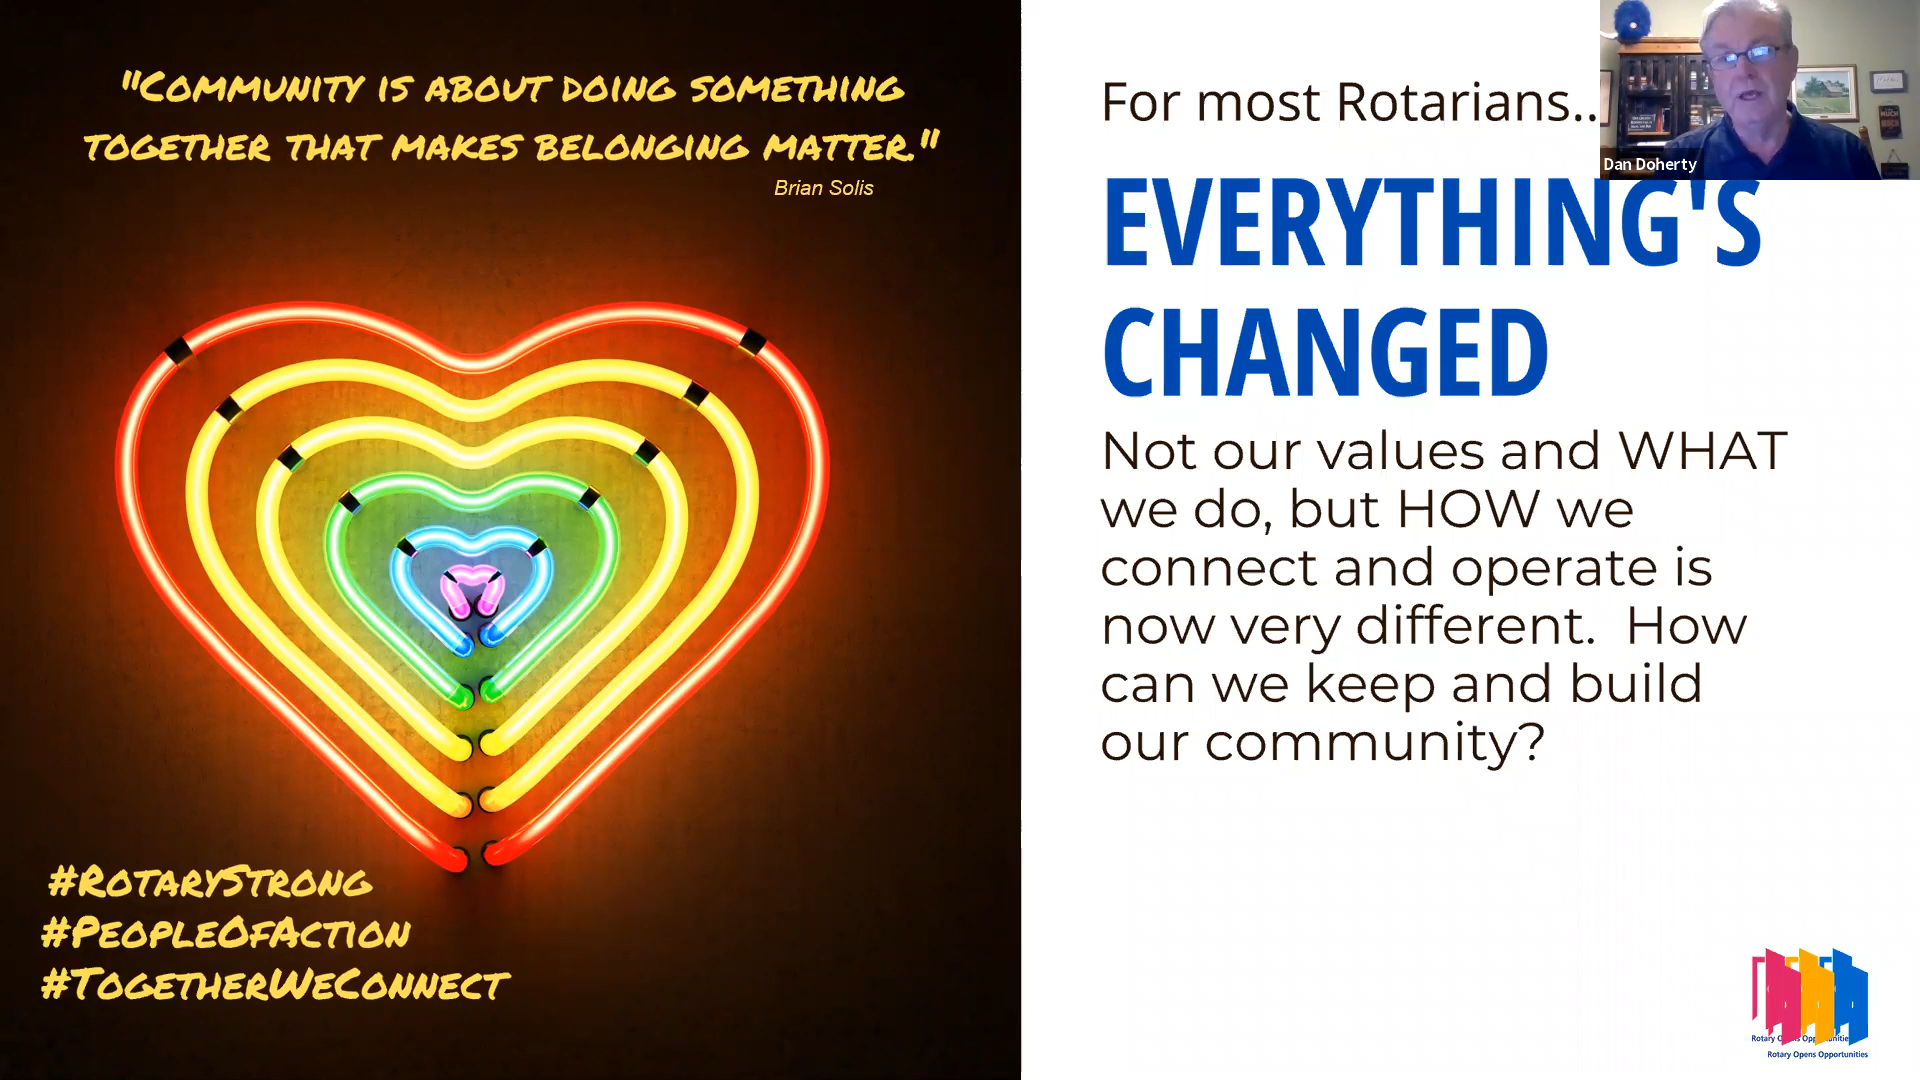 "Community is about doing something
together that makes belonging matter."
Brian Solis
#RotaryStrong
#PeopleOfAction
#TogetherWeConnect
For most Rotarians..
EVERYTHING'S
CHANGED
Not our values and WHAT
we do, but HOW we
connect and operate is
now very different.  How
can we keep and build
our community?
Dan Doherty
Rotary Opens Opportunities